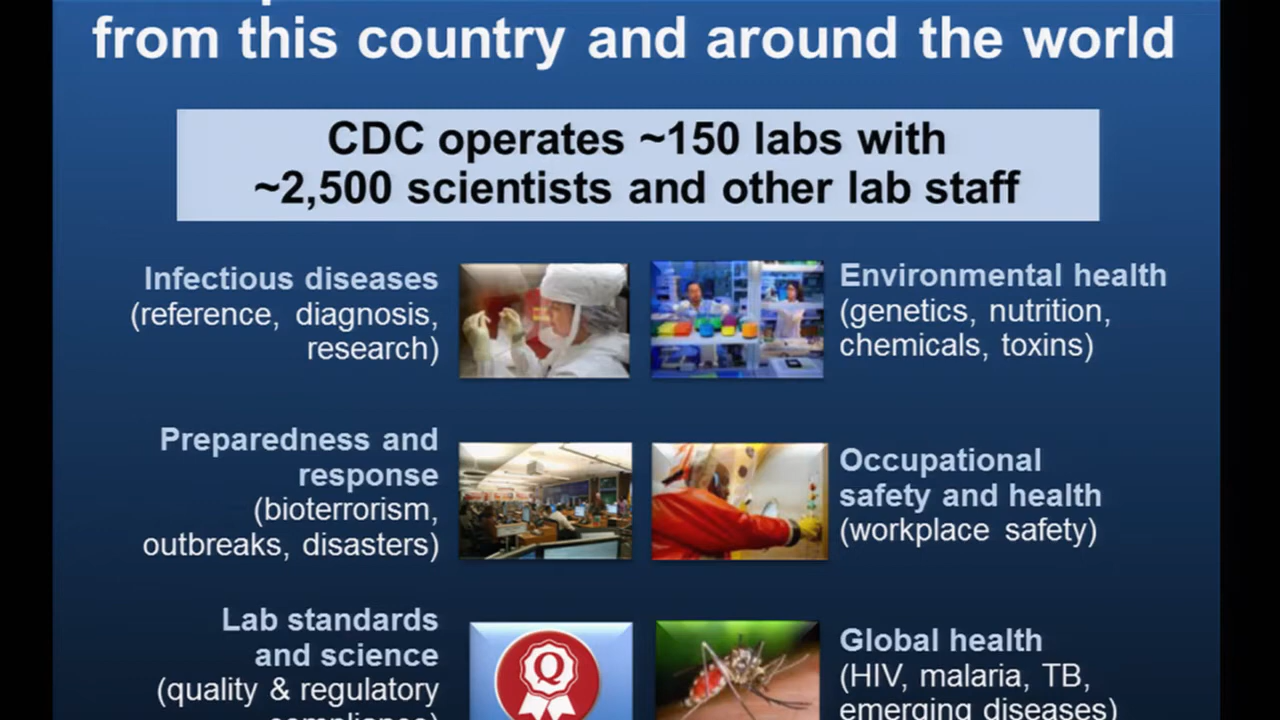 from this country and around the world
CDC operates ~150 labs with
~2,500 scientists and other lab staff
Infectious diseases
(reference, diagnosis,
research)
Environmental health
(genetics, nutrition,
chemicals, toxins)
Preparedness and
response
(bioterrorism,
outbreaks, disasters)
Occupational
safety and health
(workplace safety)
Lab standards
and science
(quality & regulatory
compliance)
Q
Global health
(HIV, malaria, TB,
emerging diseases)